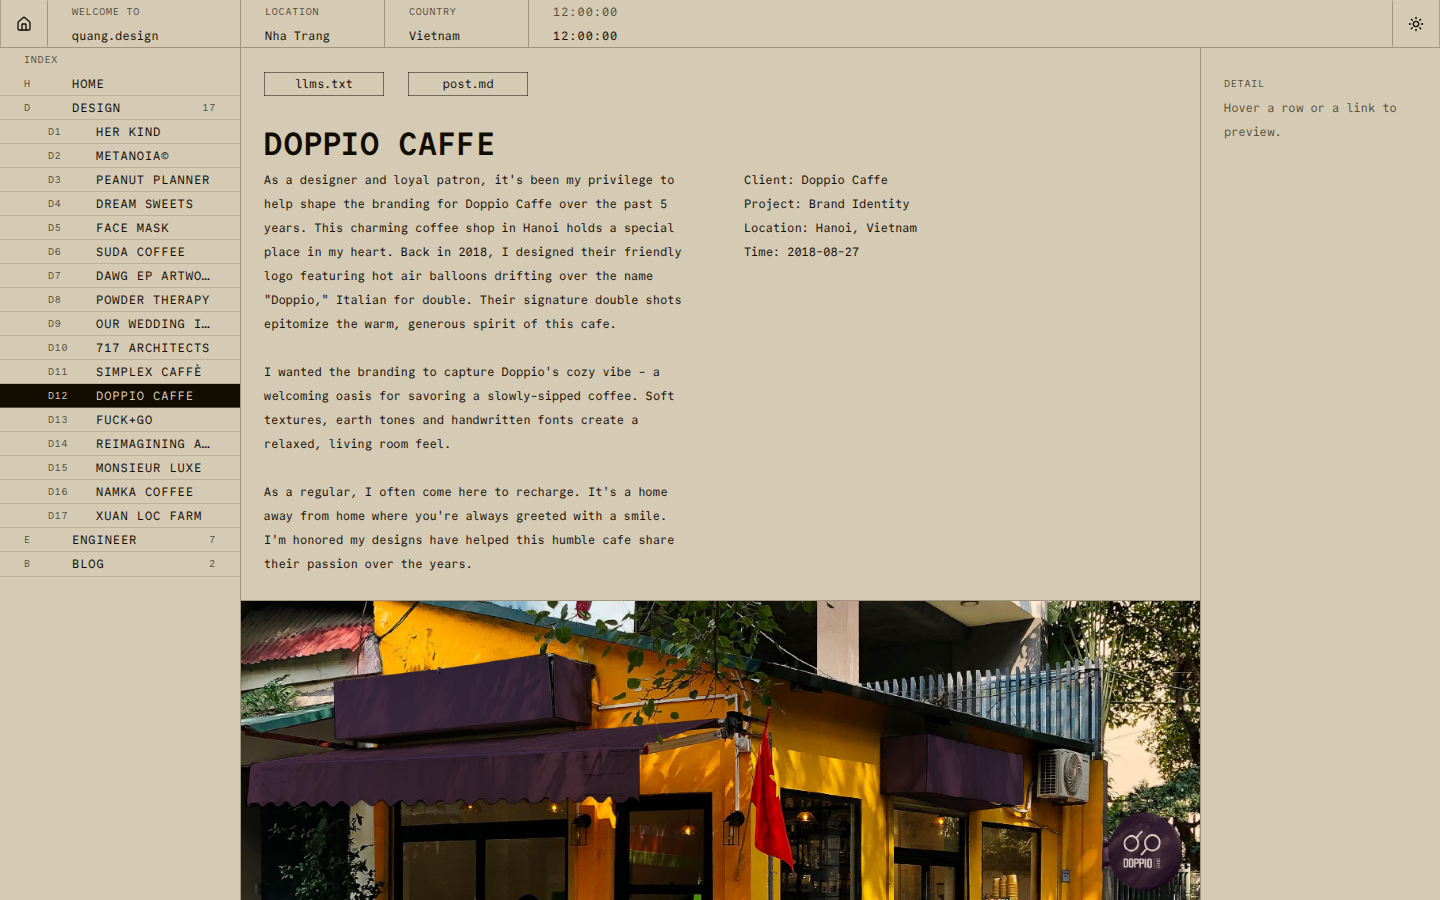 WELCOME TO
quang.design
LOCATION
Nha Trang
COUNTRY
Vietnam
12:00:00
12:00:00
INDEX
H HOME
D DESIGN 17
D1 HER KIND
D2 METANOIA©
D3 PEANUT PLANNER
D4 DREAM SWEETS
D5 FACE MASK
D6 SUDA COFFEE
D7 DAWG EP ARTWO…
D8 POWDER THERAPY
D9 OUR WEDDING I…
D10 717 ARCHITECTS
D11 SIMPLEX CAFFÈ
D12 DOPPIO CAFFE
D13 FUCK+GO
D14 REIMAGINING A…
D15 MONSIEUR LUXE
D16 NAMKA COFFEE
D17 XUAN LOC FARM
E ENGINEER 7
B BLOG 2
llms.txt
post.md
DOPPIO CAFFE
As a designer and loyal patron, it's been my privilege to
help shape the branding for Doppio Caffe over the past 5
years. This charming coffee shop in Hanoi holds a special
place in my heart. Back in 2018, I designed their friendly
logo featuring hot air balloons drifting over the name
"Doppio," Italian for double. Their signature double shots
epitomize the warm, generous spirit of this cafe.
I wanted the branding to capture Doppio's cozy vibe - a
welcoming oasis for savoring a slowly-sipped coffee. Soft
textures, earth tones and handwritten fonts create a
relaxed, living room feel.
As a regular, I often come here to recharge. It's a home
away from home where you're always greeted with a smile.
I'm honored my designs have helped this humble cafe share
their passion over the years.
Client: Doppio Caffe
Project: Brand Identity
Location: Hanoi, Vietnam
Time: 2018-08-27
DETAIL
Hover a row or a link to
preview.
DOPPIO